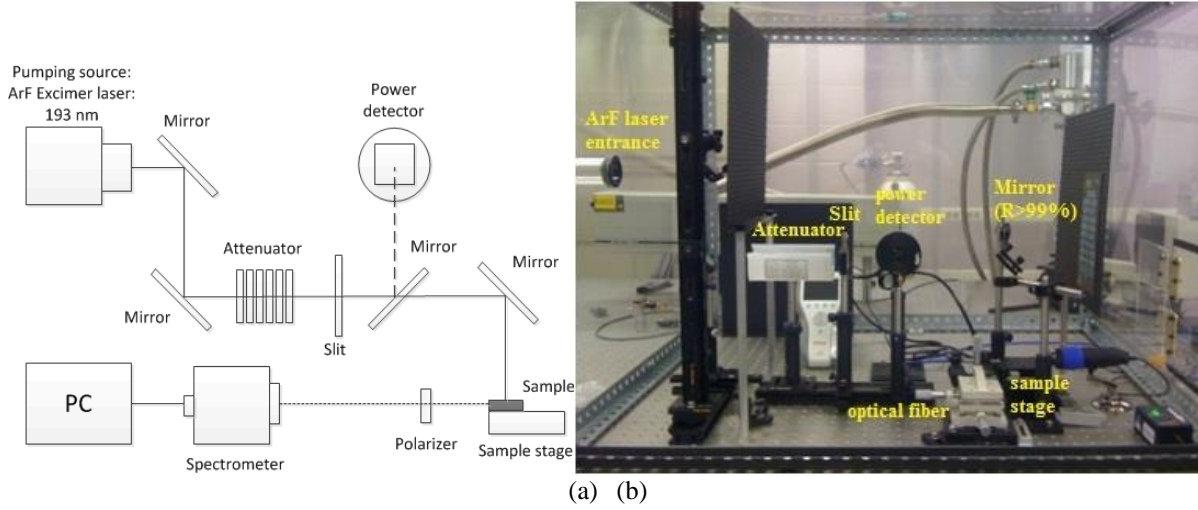 Pumping source:
ArF Excimer laser:
193 nm
Mirror
Power
detector
Attenuator
Mirror
Mirror
Mirror
Slit
PC
Spectrometer
Polarizer
Sample
Sample stage
ArF laser
entrance
Attenuator
Slit
power
detector
Mirror
(R>99%)
optical fiber
sample
stage
(a) (b)